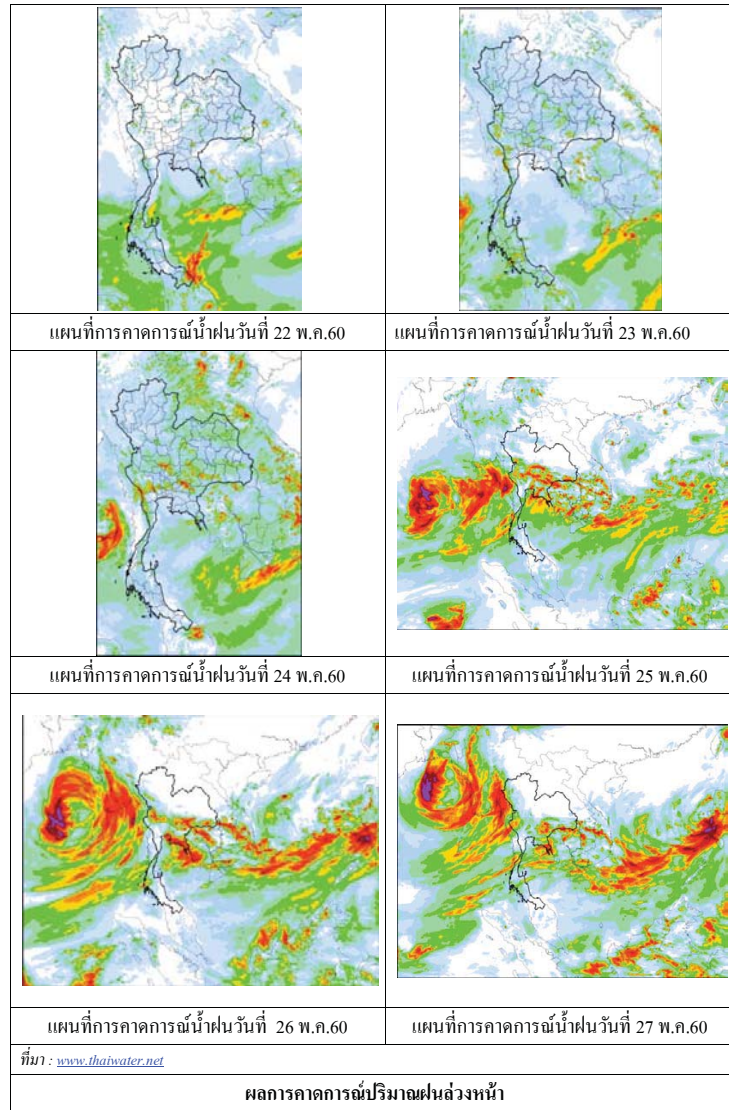 แผนที่การคาดการณ์น้ำฝนวันที่ 22 พ.ค.60
แผนที่การคาดการณ์น้ำฝนวันที่ 23 พ.ค.60
แผนที่การคาดการณ์น้ำฝนวันที่ 24 พ.ค.60
แผนที่การคาดการณ์น้ำฝนวันที่ 25 พ.ค.60
แผนที่การคาดการณ์น้ำฝนวันที่ 26 พ.ค.60
แผนที่การคาดการณ์น้ำฝนวันที่ 27 พ.ค.60
ที่มา : www.thaiwater.net
ผลการคาดการณ์ปริมาณฝนล่วงหน้า